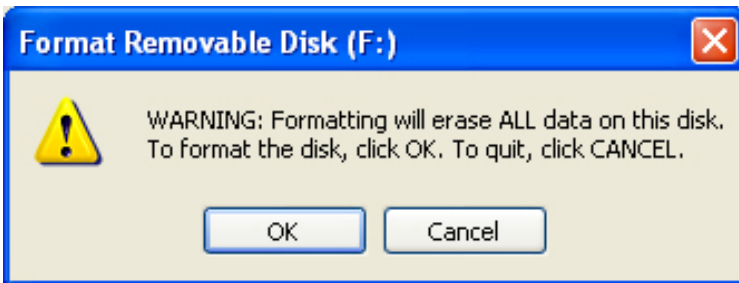 Format Removable Disk (F:)
WARNING: Formatting will erase ALL data on this disk.
To format the disk, click OK. To quit, click CANCEL.
OK
Cancel